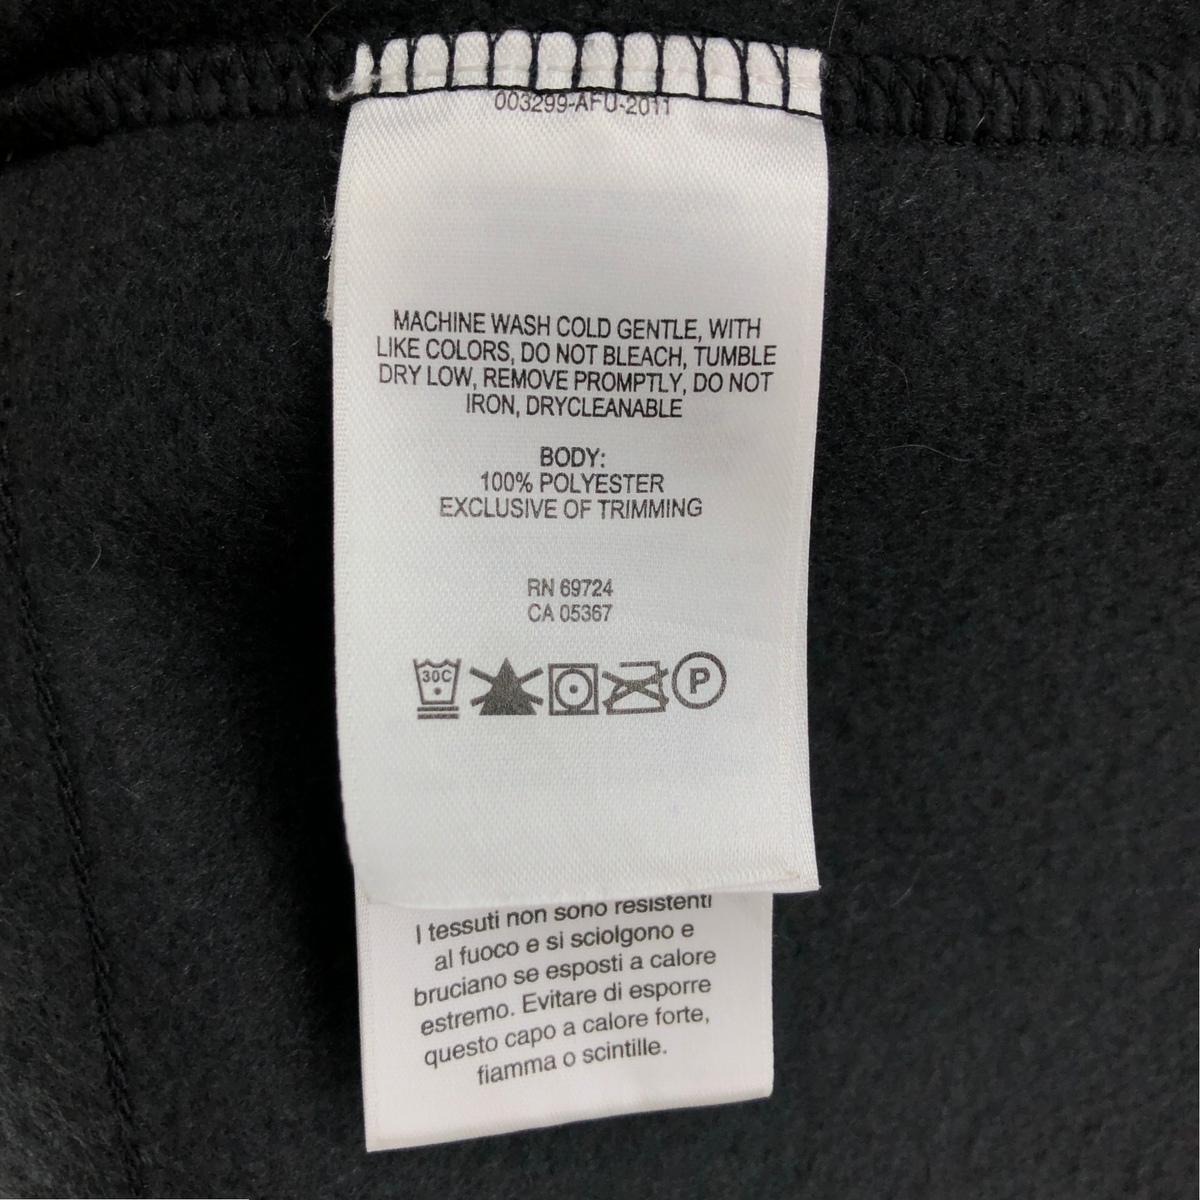 003299-AFU-2011
MACHINE WASH COLD GENTLE, WITH
LIKE COLORS, DO NOT BLEACH, TUMBLE
DRY LOW, REMOVE PROMPTLY, DO NOT
IRON, DRYCLEANABLE
BODY:
100% POLYESTER
EXCLUSIVE OF TRIMMING
RN 69724
CA 05367
30C
P
I tessuti non sono resistenti
al fuoco e si sciolgono e
bruciano se esposti a calore
estremo. Evitare di esporre
questo capo a calore forte,
fiamma o scintille.